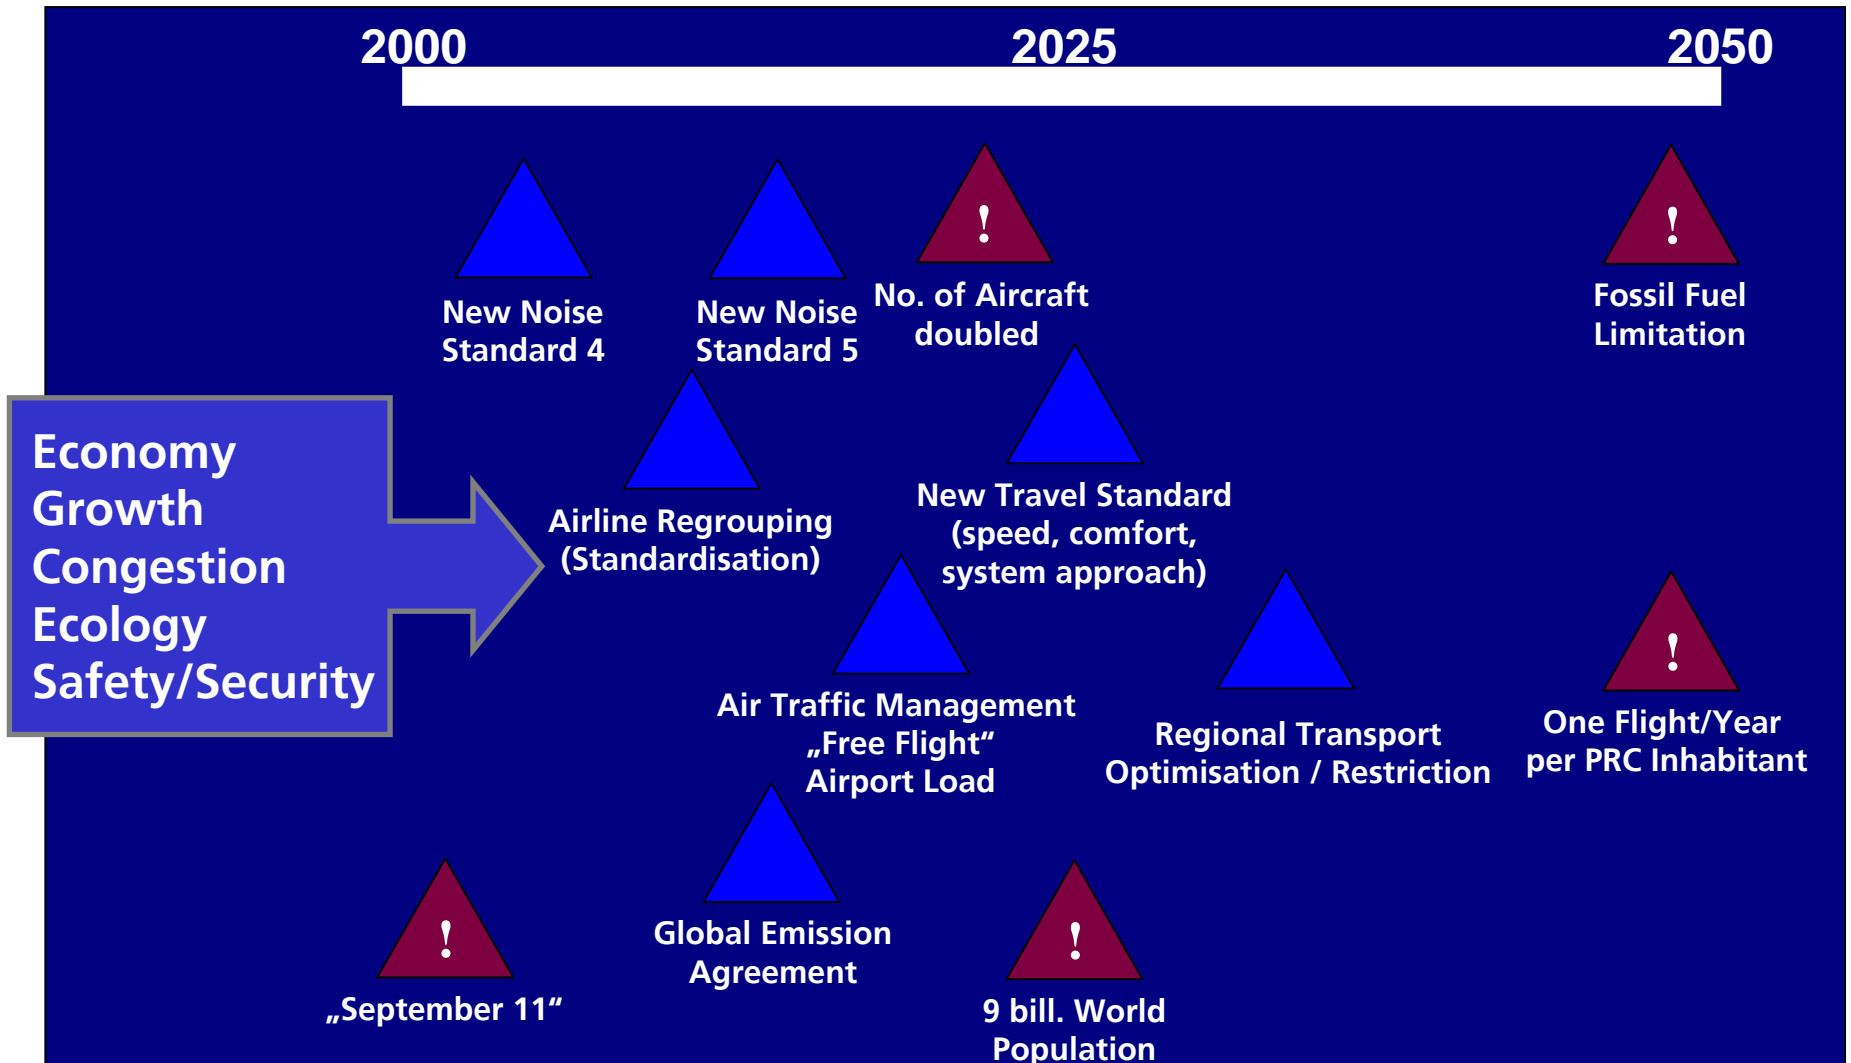 2000
2025
2050
!
!
New Noise
Standard 4
New Noise
Standard 5
No. of Aircraft
doubled
Fossil Fuel
Limitation
Economy
Growth
Congestion
Ecology
Safety/Security
Airline Regrouping
(Standardisation)
New Travel Standard
(speed, comfort,
system approach)
!
Air Traffic Management
„Free Flight“
Airport Load
Regional Transport
Optimisation / Restriction
One Flight/Year
per PRC Inhabitant
!
„September 11“
Global Emission
Agreement
!
9 bill. World
Population